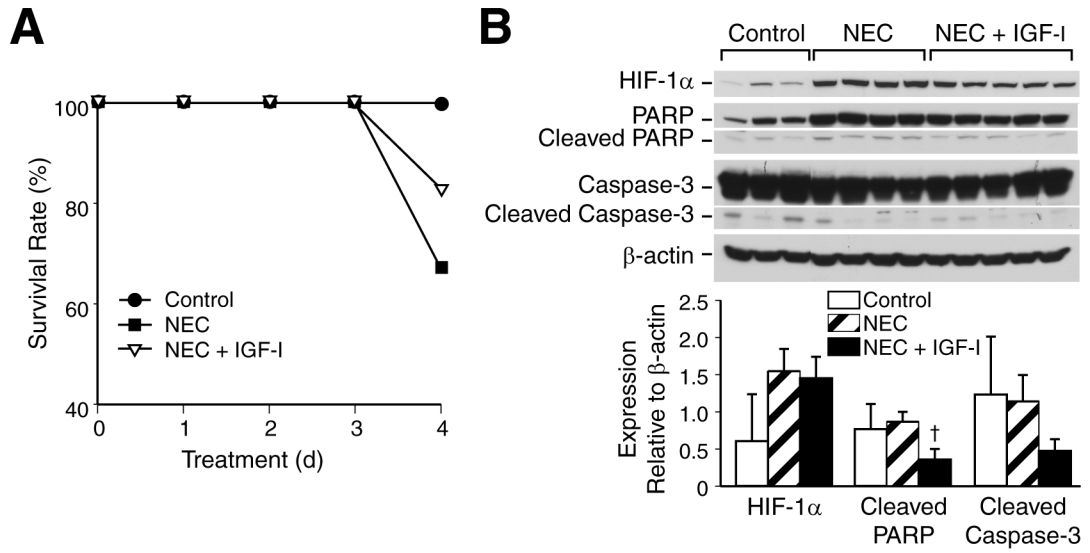 A
Survivlal Rate (%)
100
80
60
40
0 1 2 3 4
Treatment (d)
Control
NEC
NEC + IGF-I
B
Control NEC NEC + IGF-I
HIF-1α
PARP
Cleaved PARP
Caspase-3
Cleaved Caspase-3
β-actin
Expression
Relative to β-actin
2.5
2.0
1.5
1.0
0.5
0
Control
NEC
NEC + IGF-I
†
HIF-1α Cleaved Cleaved
PARP Caspase-3